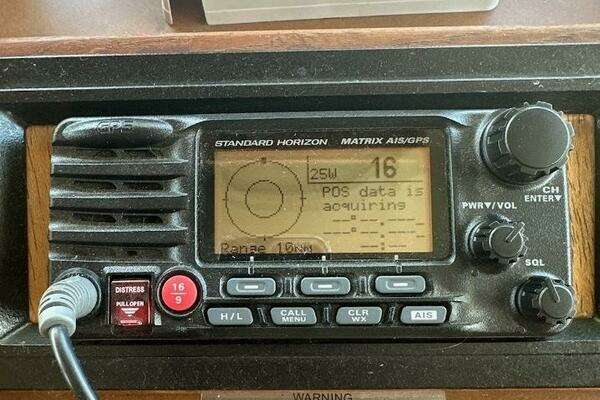 GPS
STANDARD HORIZON MATRIX AIS/GPS
25W 16
POS data is
acquiring
---°--.---
---°--.---
--:--
Range 10NM
CH
ENTER▼
PWR▼/VOL
SQL
DISTRESS
PULL OPEN
16
9
H/L
CALL
MENU
CLR
WX
AIS
WARNING